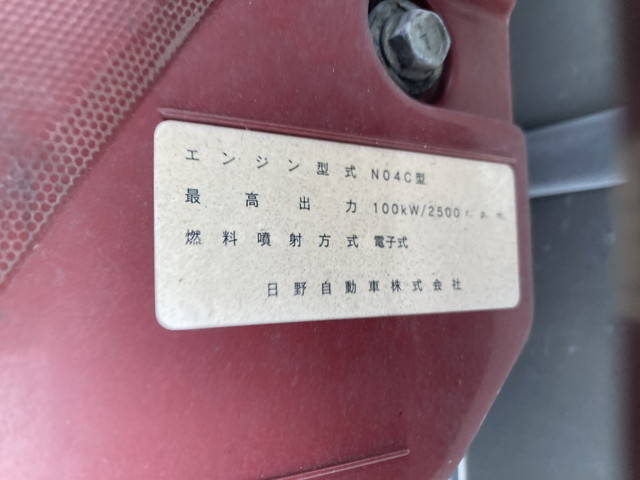 エンジン型式 N04C型
最高出力 100kW/2500 r.p.m.
燃料噴射方式 電子式
日野自動車株式会社